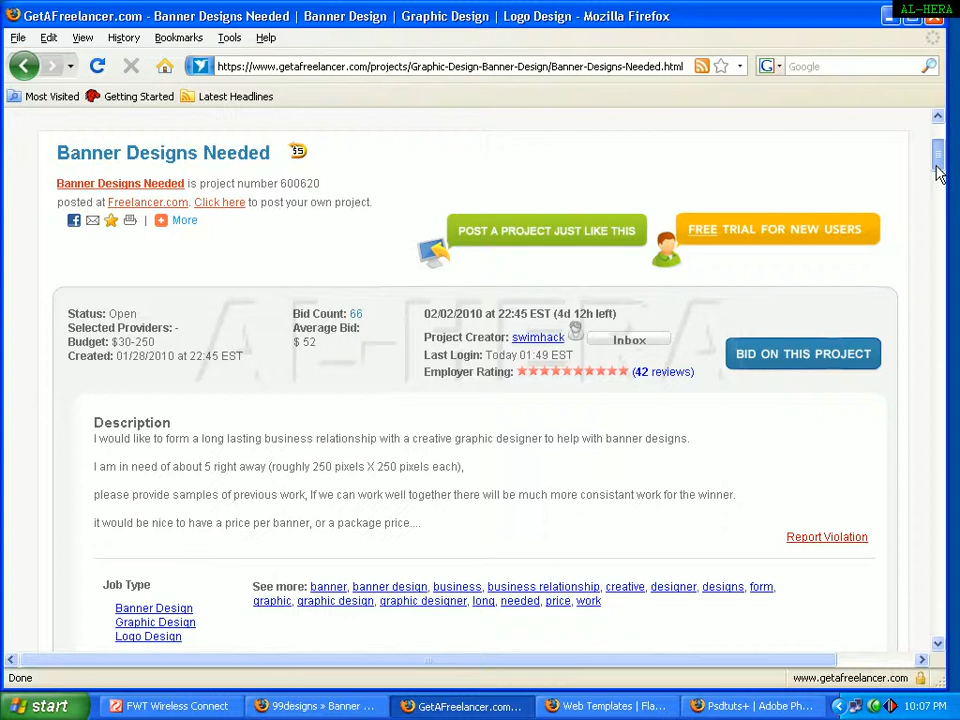 GetAFreelancer.com - Banner Designs Needed | Banner Design | Graphic Design | Logo Design - Mozilla Firefox
AL-HERA
File Edit View History Bookmarks Tools Help
https://www.getafreelancer.com/projects/Graphic-Design-Banner-Design/Banner-Designs-Needed.html
G Google
Most Visited Getting Started Latest Headlines
Banner Designs Needed $5
Banner Designs Needed is project number 600620
posted at Freelancer.com. Click here to post your own project.
| More
POST A PROJECT JUST LIKE THIS
FREE TRIAL FOR NEW USERS
AL-HERA
Status: Open
Selected Providers: -
Budget: $30-250
Created: 01/28/2010 at 22:45 EST
Bid Count: 66
Average Bid:
$ 52
02/02/2010 at 22:45 EST (4d 12h left)
Project Creator: swimhack Inbox
Last Login: Today 01:49 EST
Employer Rating: (42 reviews)
BID ON THIS PROJECT
Description
I would like to form a long lasting business relationship with a creative graphic designer to help with banner designs.
I am in need of about 5 right away (roughly 250 pixels X 250 pixels each),
please provide samples of previous work, If we can work well together there will be much more consistant work for the winner.
it would be nice to have a price per banner, or a package price....
Report Violation
Job Type
Banner Design
Graphic Design
Logo Design
See more: banner, banner design, business, business relationship, creative, designer, designs, form,
graphic, graphic design, graphic designer, long, needed, price, work
Done
www.getafreelancer.com
start
FWT Wireless Connect
99designs » Banner ...
GetAFreelancer.com...
Web Templates | Fla...
Psdtuts+ | Adobe Ph...
10:07 PM